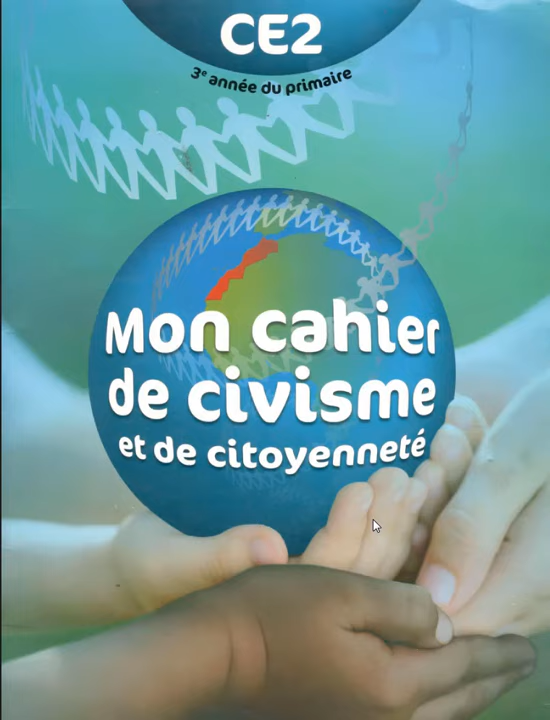 CE2
3e année du primaire
Mon cahier
de civisme
et de citoyenneté